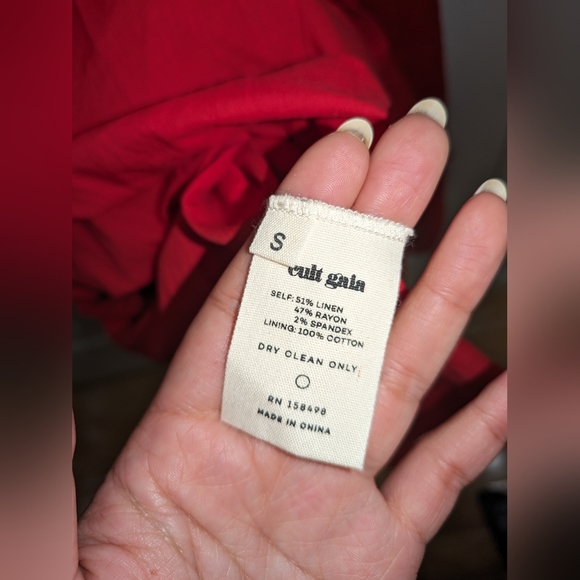 S
cult gaia
SELF: 51% LINEN
47% RAYON
2% SPANDEX
LINING: 100% COTTON
DRY CLEAN ONLY
RN 158498
MADE IN CHINA